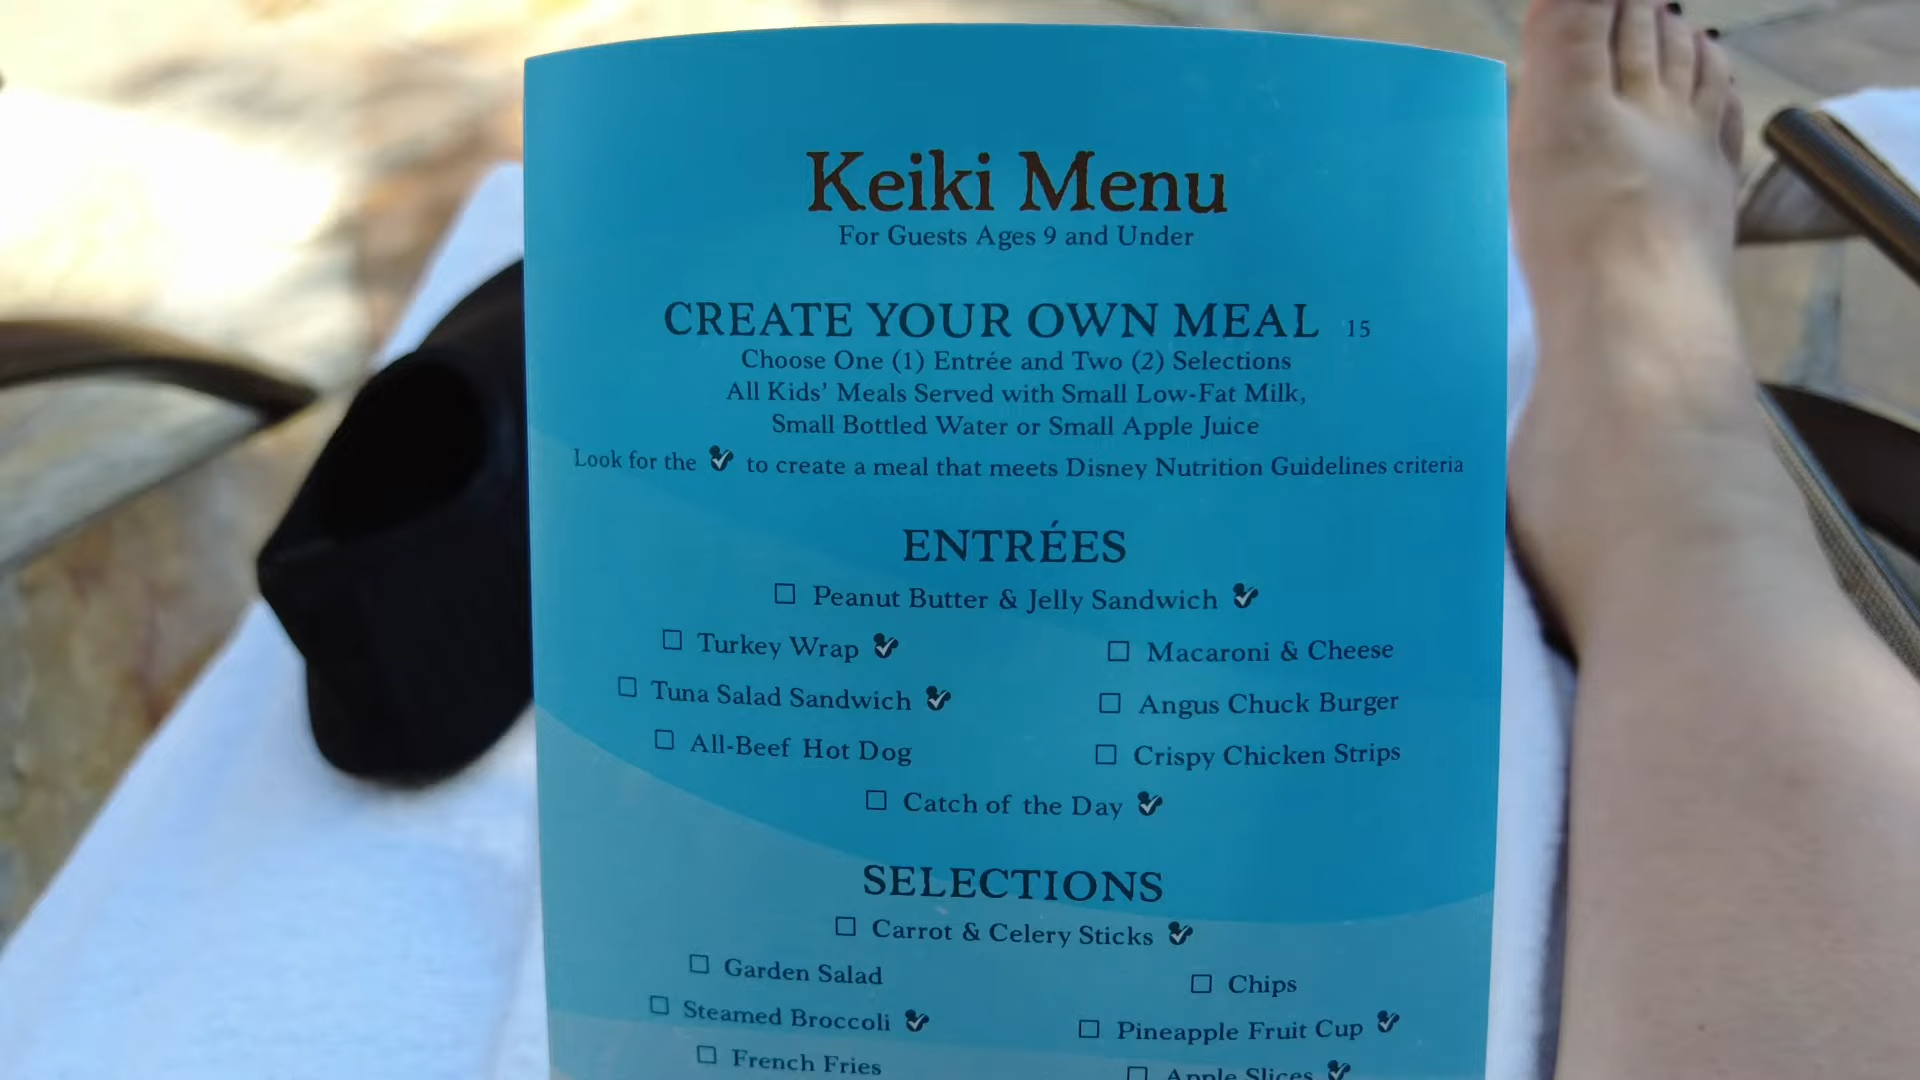 Keiki Menu
For Guests Ages 9 and Under
CREATE YOUR OWN MEAL 15
Choose One (1) Entrée and Two (2) Selections
All Kids' Meals Served with Small Low-Fat Milk,
Small Bottled Water or Small Apple Juice
Look for the to create a meal that meets Disney Nutrition Guidelines criteria
ENTRÉES
Peanut Butter & Jelly Sandwich
Turkey Wrap
Macaroni & Cheese
Tuna Salad Sandwich
Angus Chuck Burger
All-Beef Hot Dog
Crispy Chicken Strips
Catch of the Day
SELECTIONS
Carrot & Celery Sticks
Garden Salad
Chips
Steamed Broccoli
Pineapple Fruit Cup
French Fries
Apple Slices